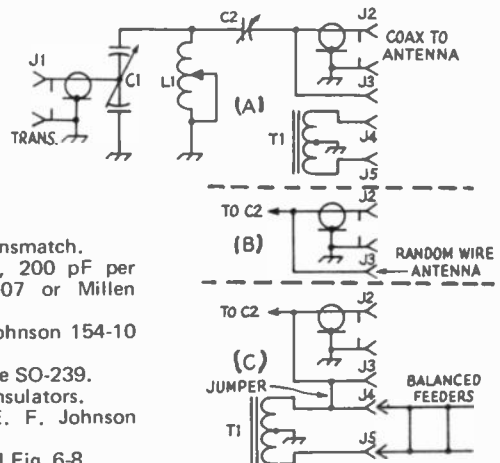 C2
J2
J1
COAX TO
ANTENNA
C1
L1
J3
(A)
TRANS.
T1
J4
J5
J2
TO C2
(B)
J3
RANDOM WIRE
ANTENNA
nsmatch.
, 200 pF per
07 or Millen
ohnson 154-10
e SO-239.
nsulators.
E. F. Johnson
Fig. 6-8
J2
TO C2
(C)
J3
JUMPER
BALANCED
FEEDERS
J4
T1
J5